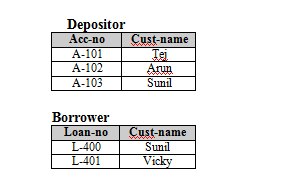 Depositor
Acc-no Cust-name
A-101 Tej
A-102 Arun
A-103 Sunil
Borrower
Loan-no Cust-name
L-400 Sunil
L-401 Vicky